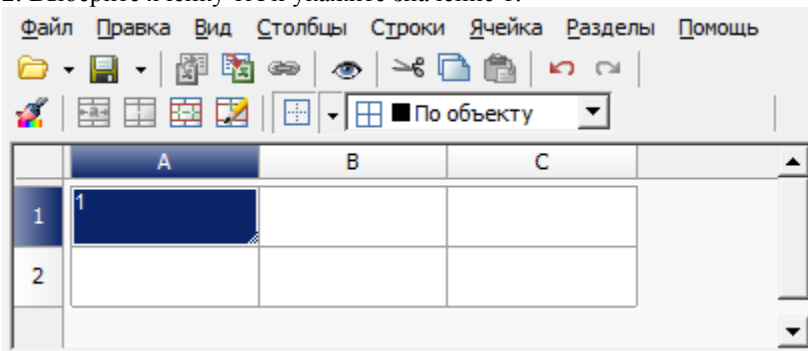 Файл Правка Вид Столбцы Строки Ячейка Разделы Помощь
a
По объекту
A B C
1 1
2